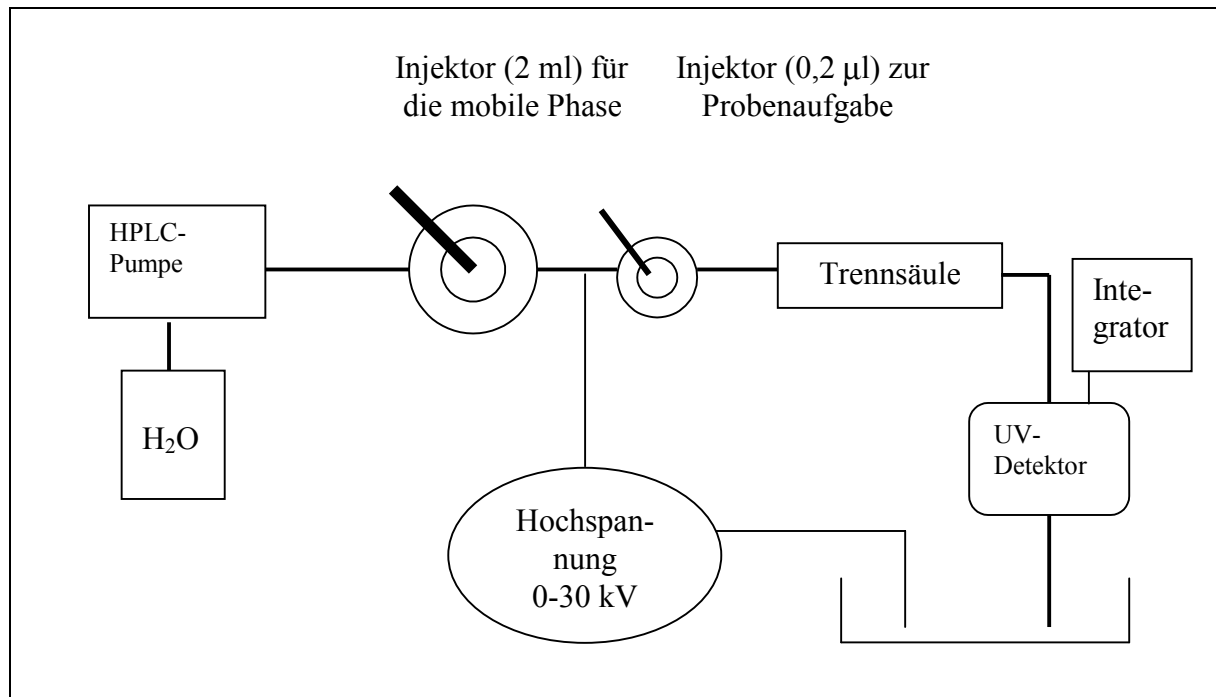 Injektor (2 ml) für
die mobile Phase
Injektor (0,2 µl) zur
Probenaufgabe
HPLC-
Pumpe
Trennsäule
Inte-
grator
H₂O
UV-
Detektor
Hochspan-
nung
0-30 kV